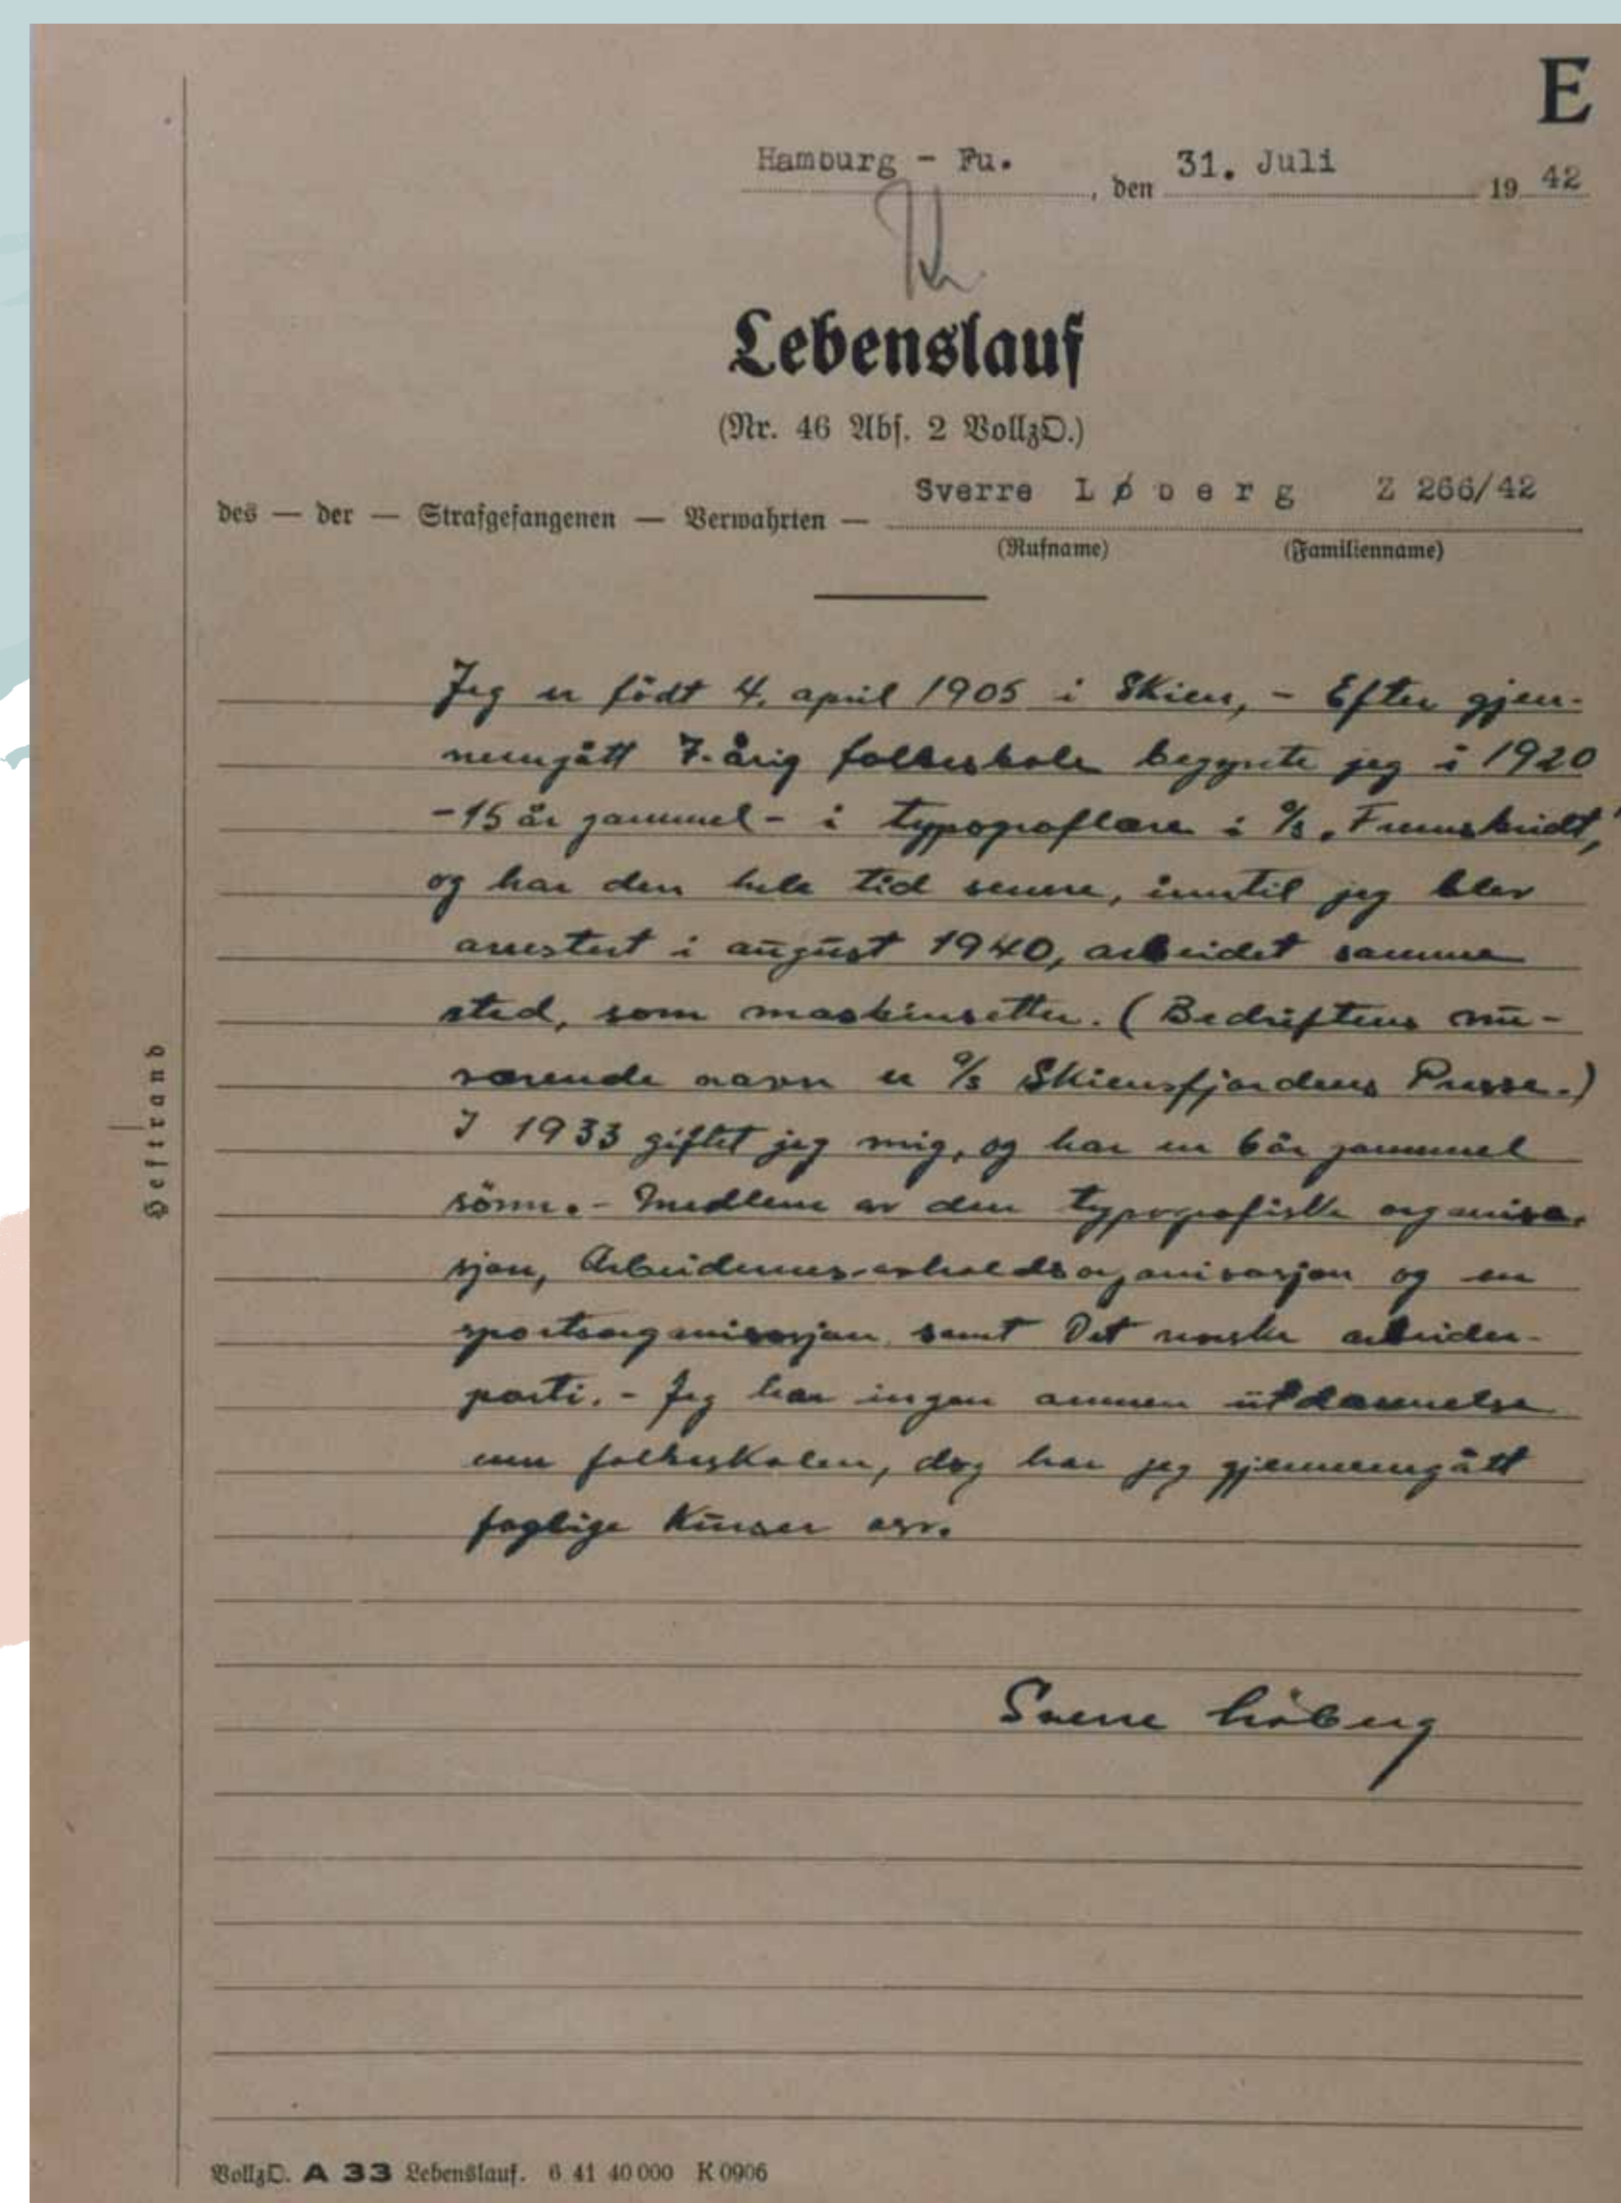 E
Hamburg - Fu. , den 31. Juli 19 42
Lebenslauf
(Nr. 46 Abs. 2 VollzO.)
des — der — Strafgefangenen — Verwahrten — Sverre Løberg Z 266/42
(Rufname) (Familienname)
Jeg er födt 4. april 1905 i Skien, - Efter gjen-
nemgått 7-årig folkeskole begynte jeg i 1920
-15 år gammel- i typograflære i a/s „Fremskridt,"
og har den hele tid senere, inntil jeg blev
arrestert i august 1940, arbeidet samme
sted, som maskinsetter. (Bedriftens nu-
værende navn er a/s Skiensfjordens Presse.)
I 1933 giftet jeg mig, og har en 6 år gammel
sönn. - Medlem av den typografiske organisa-
sjon, Arbeidernes avholdsorganisasjon og en
sportsorganisasjon samt Det norske arbeider-
parti. - Jeg har ingen annen utdannelse
enn folkeskolen, dog har jeg gjennemgått
faglige kurser osv.
Sverre Löberg
Heftrand
VollzO. A 33 Lebenslauf. 6 41 40 000 K 0906